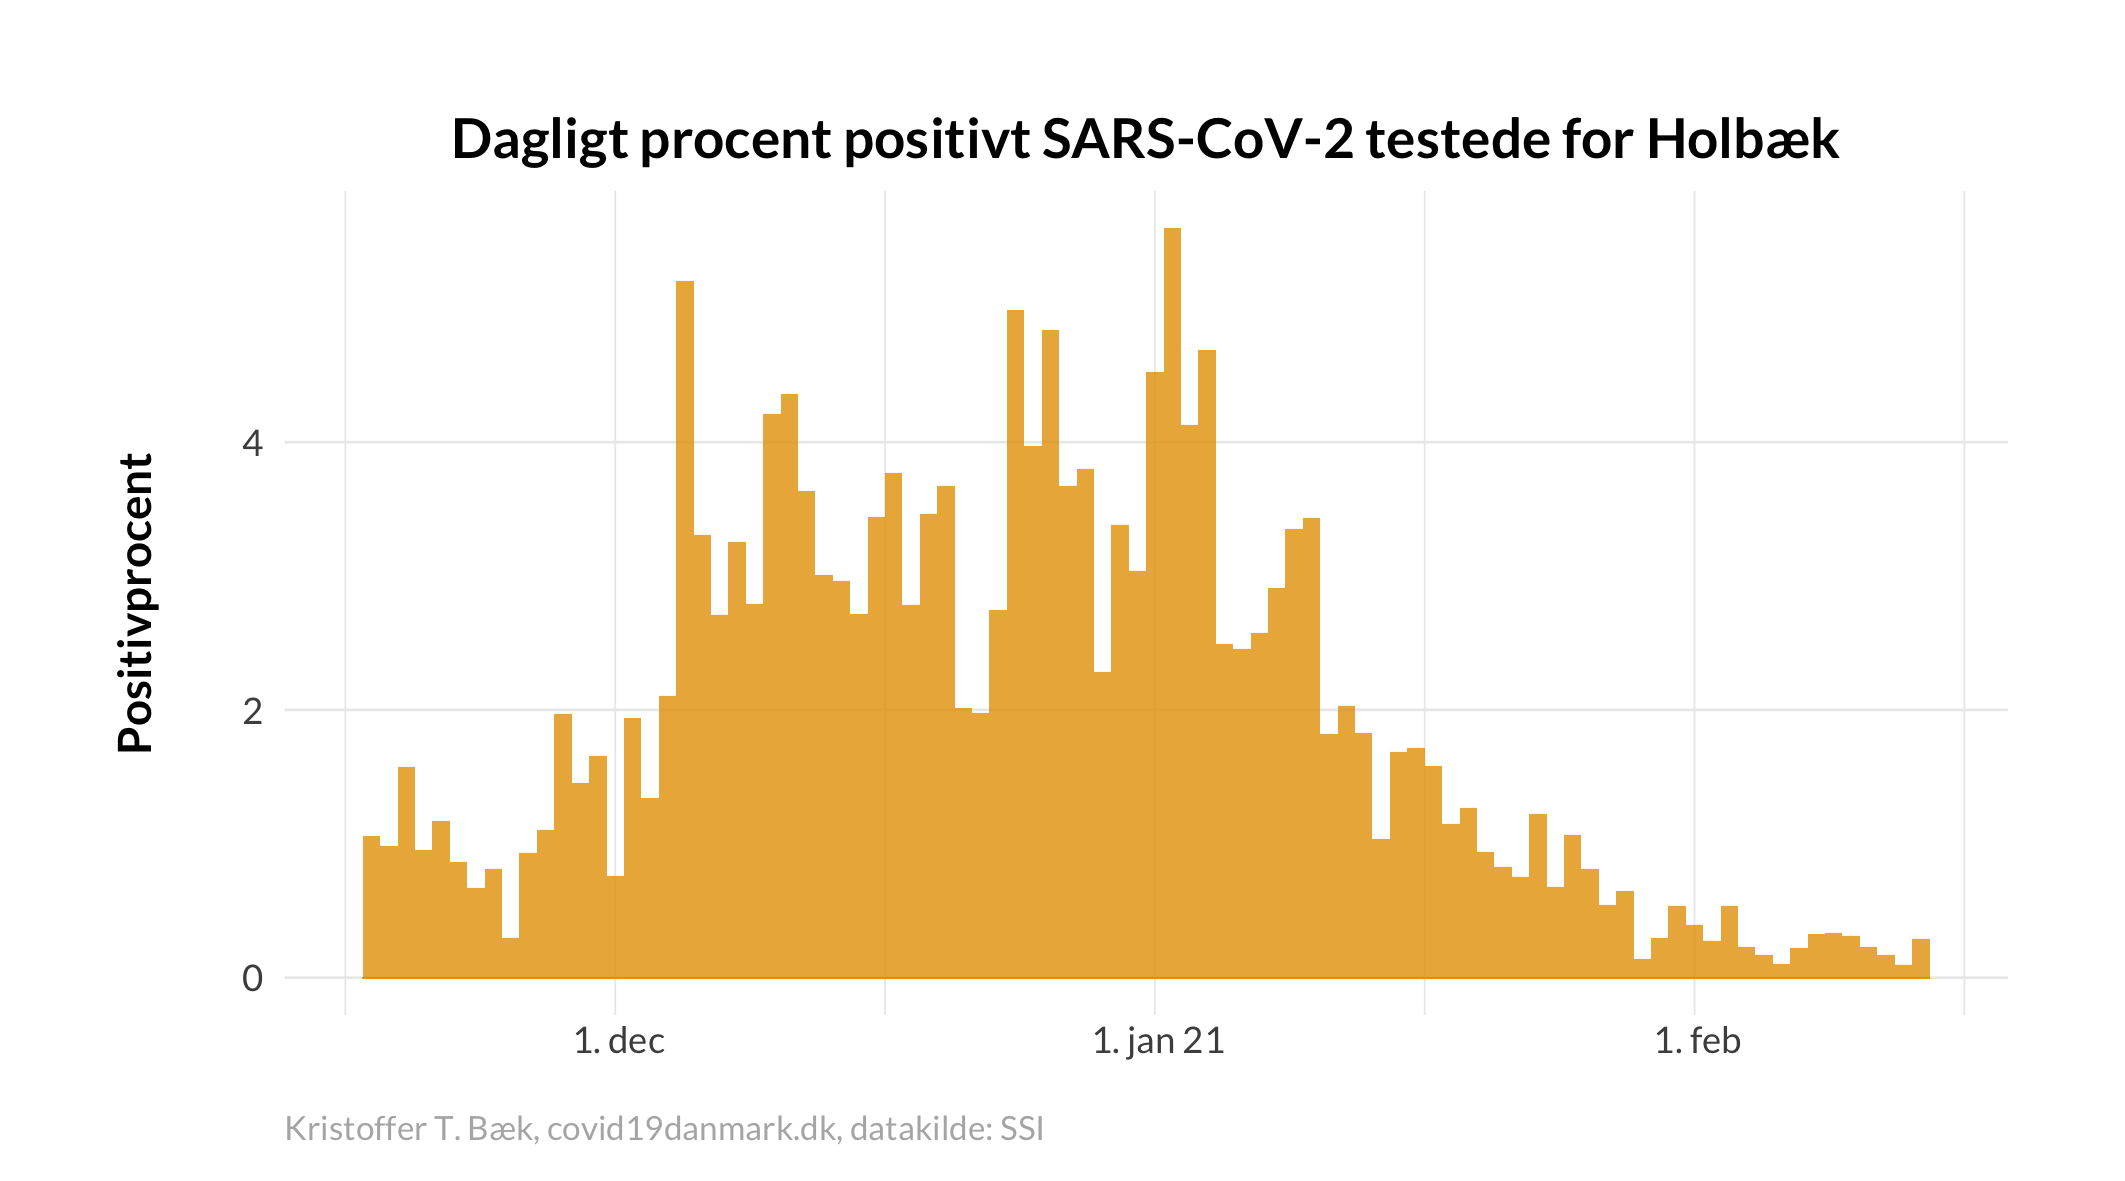 Dagligt procent positivt SARS-CoV-2 testede for Holbæk
Positivprocent
4
2
0
1. dec
1. jan 21
1. feb
Kristoffer T. Bæk, covid19danmark.dk, datakilde: SSI